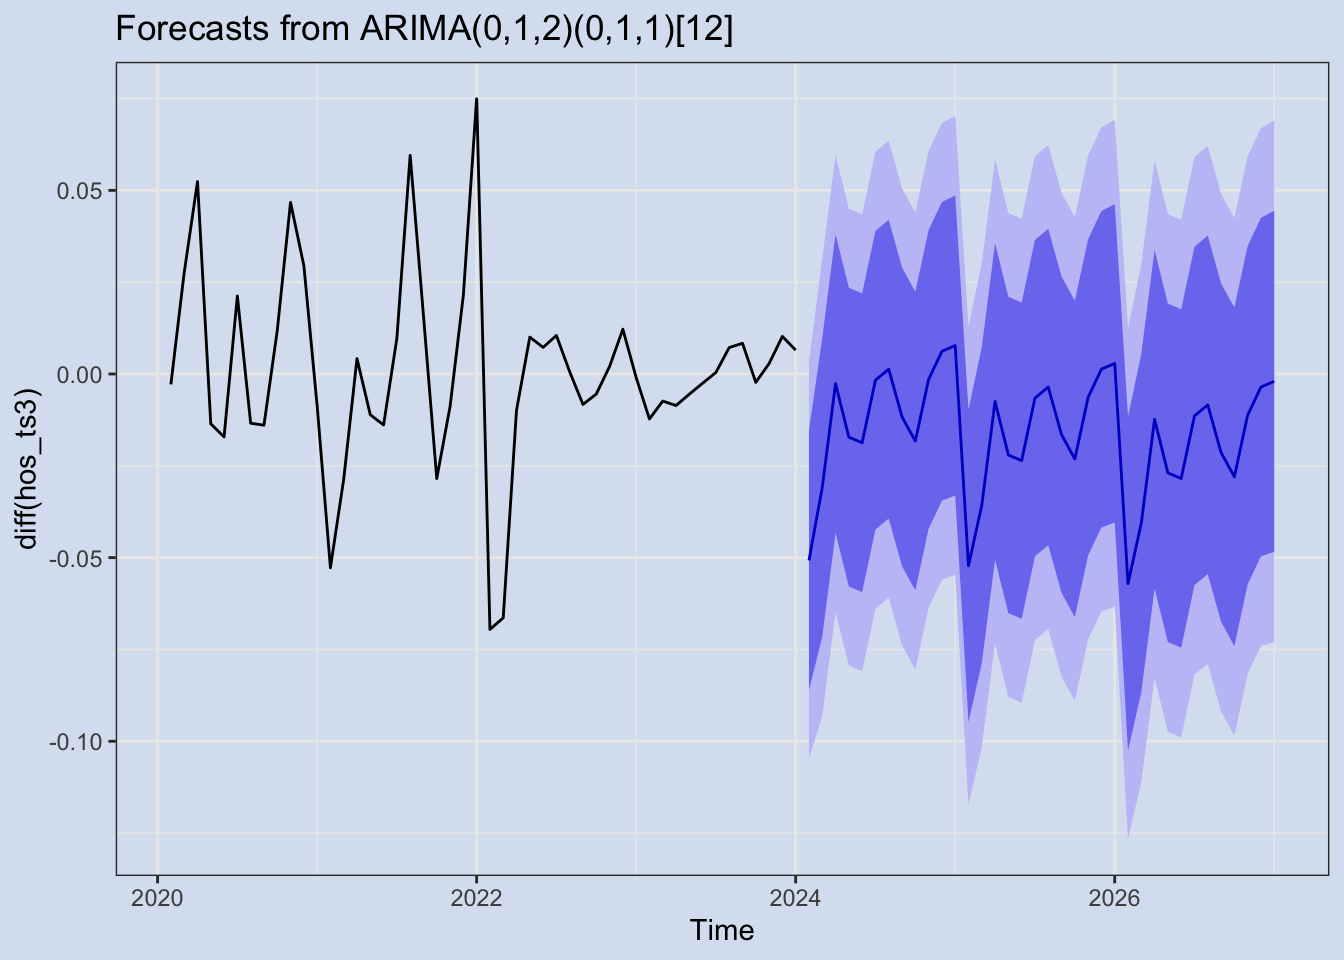 Forecasts from ARIMA(0,1,2)(0,1,1)[12]
diff(hos_ts3)
0.05
0.00
-0.05
-0.10
2020
2022
2024
2026
Time